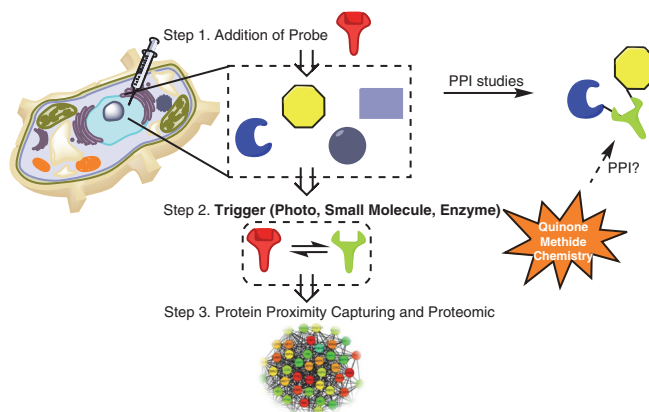 Step 1. Addition of Probe
PPI studies
PPI?
Step 2. Trigger (Photo, Small Molecule, Enzyme)
Quinone
Methide
Chemistry
Step 3. Protein Proximity Capturing and Proteomic